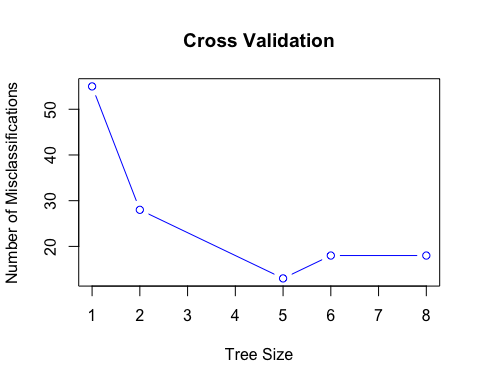 Cross Validation
Number of Misclassifications
50
40
30
20
1 2 3 4 5 6 7 8
Tree Size